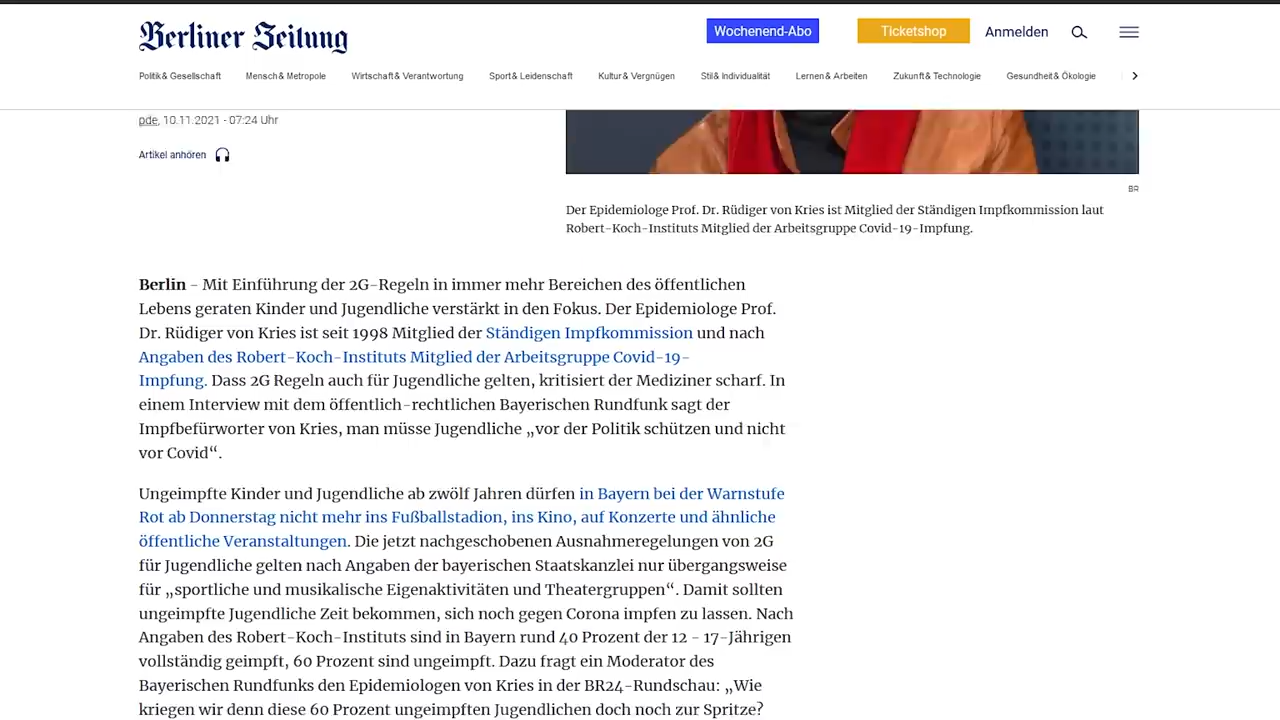 Berliner Zeitung
Wochenend-Abo
Ticketshop
Anmelden
Politik & Gesellschaft
Mensch & Metropole
Wirtschaft & Verantwortung
Sport & Leidenschaft
Kultur & Vergnügen
Stil & Individualität
Lernen & Arbeiten
Zukunft & Technologie
Gesundheit & Ökologie
pde, 10.11.2021 - 07:24 Uhr
Artikel anhören
BR
Der Epidemiologe Prof. Dr. Rüdiger von Kries ist Mitglied der Ständigen Impfkommission laut
Robert-Koch-Instituts Mitglied der Arbeitsgruppe Covid-19-Impfung.
Berlin - Mit Einführung der 2G-Regeln in immer mehr Bereichen des öffentlichen
Lebens geraten Kinder und Jugendliche verstärkt in den Fokus. Der Epidemiologe Prof.
Dr. Rüdiger von Kries ist seit 1998 Mitglied der Ständigen Impfkommission und nach
Angaben des Robert-Koch-Instituts Mitglied der Arbeitsgruppe Covid-19-
Impfung. Dass 2G Regeln auch für Jugendliche gelten, kritisiert der Mediziner scharf. In
einem Interview mit dem öffentlich-rechtlichen Bayerischen Rundfunk sagt der
Impfbefürworter von Kries, man müsse Jugendliche „vor der Politik schützen und nicht
vor Covid“.
Ungeimpfte Kinder und Jugendliche ab zwölf Jahren dürfen in Bayern bei der Warnstufe
Rot ab Donnerstag nicht mehr ins Fußballstadion, ins Kino, auf Konzerte und ähnliche
öffentliche Veranstaltungen. Die jetzt nachgeschobenen Ausnahmeregelungen von 2G
für Jugendliche gelten nach Angaben der bayerischen Staatskanzlei nur übergangsweise
für „sportliche und musikalische Eigenaktivitäten und Theatergruppen“. Damit sollten
ungeimpfte Jugendliche Zeit bekommen, sich noch gegen Corona impfen zu lassen. Nach
Angaben des Robert-Koch-Instituts sind in Bayern rund 40 Prozent der 12 - 17-Jährigen
vollständig geimpft, 60 Prozent sind ungeimpft. Dazu fragt ein Moderator des
Bayerischen Rundfunks den Epidemiologen von Kries in der BR24-Rundschau: „Wie
kriegen wir denn diese 60 Prozent ungeimpften Jugendlichen doch noch zur Spritze?